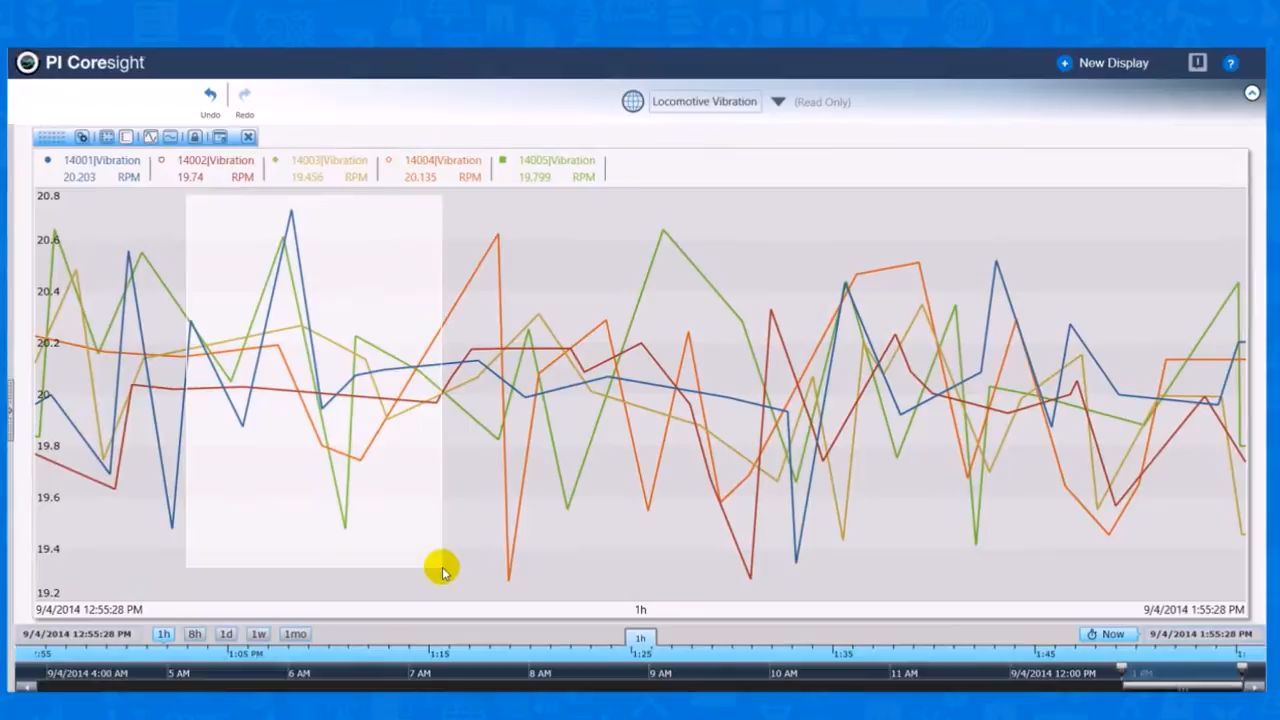 PI Coresight
New Display
!
?
Undo
Redo
Locomotive Vibration
(Read Only)
14001|Vibration
20.203 RPM
14002|Vibration
19.74 RPM
14003|Vibration
19.456 RPM
14004|Vibration
20.135 RPM
14005|Vibration
19.799 RPM
20.8
20.6
20.4
20.2
20
19.8
19.6
19.4
19.2
9/4/2014 12:55:28 PM
1h
9/4/2014 1:55:28 PM
9/4/2014 12:55:28 PM
1h
8h
1d
1w
1mo
1h
Now
9/4/2014 1:55:28 PM
:55
1:05 PM
1:15
1:25
1:35
1:45
1:
9/4/2014 4:00 AM
5 AM
6 AM
7 AM
8 AM
9 AM
10 AM
11 AM
9/4/2014 12:00 PM
1 PM